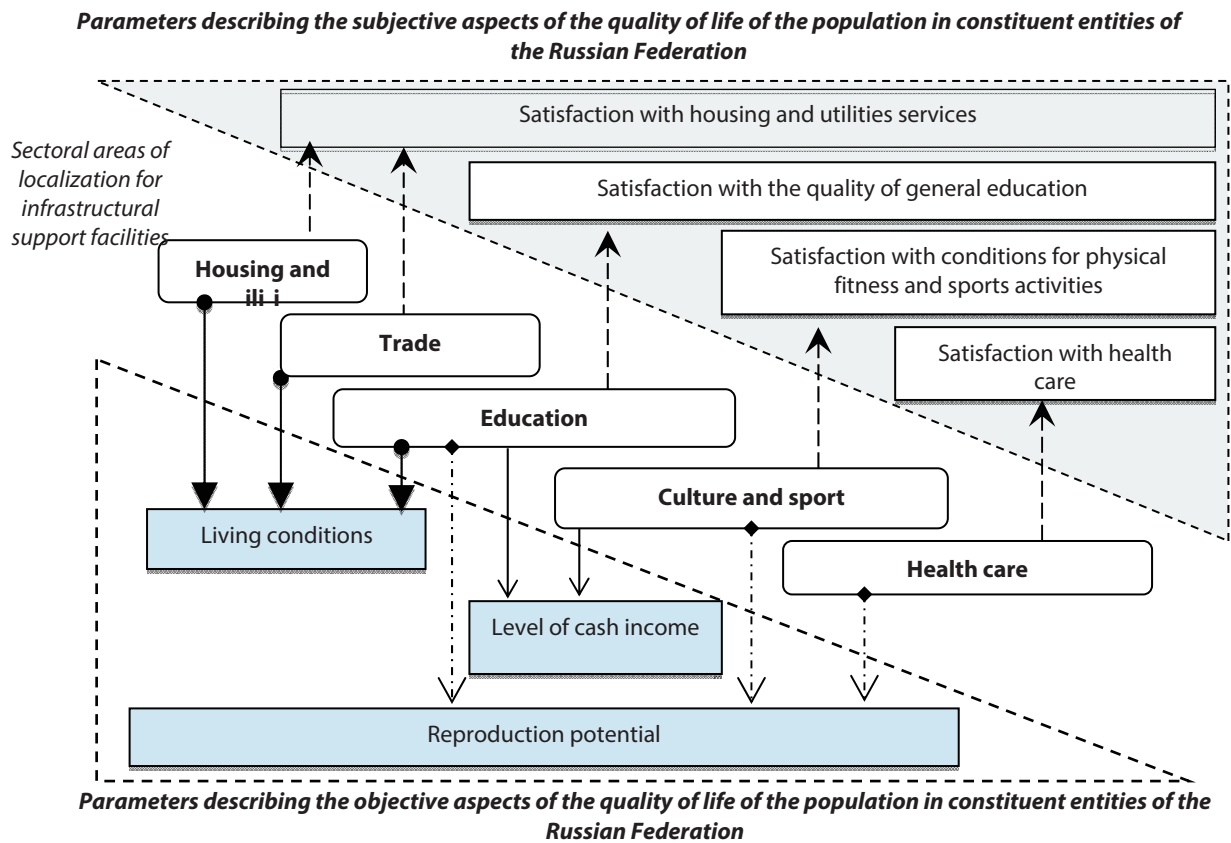 Parameters describing the subjective aspects of the quality of life of the population in constituent entities of
the Russian Federation
Satisfaction with housing and utilities services
Sectoral areas of
localization for
infrastructural
support facilities
Satisfaction with the quality of general education
Satisfaction with conditions for physical
fitness and sports activities
Housing and
Trade
Satisfaction with health
care
Education
Culture and sport
Living conditions
Health care
Level of cash income
Reproduction potential
Parameters describing the objective aspects of the quality of life of the population in constituent entities of the
Russian Federation